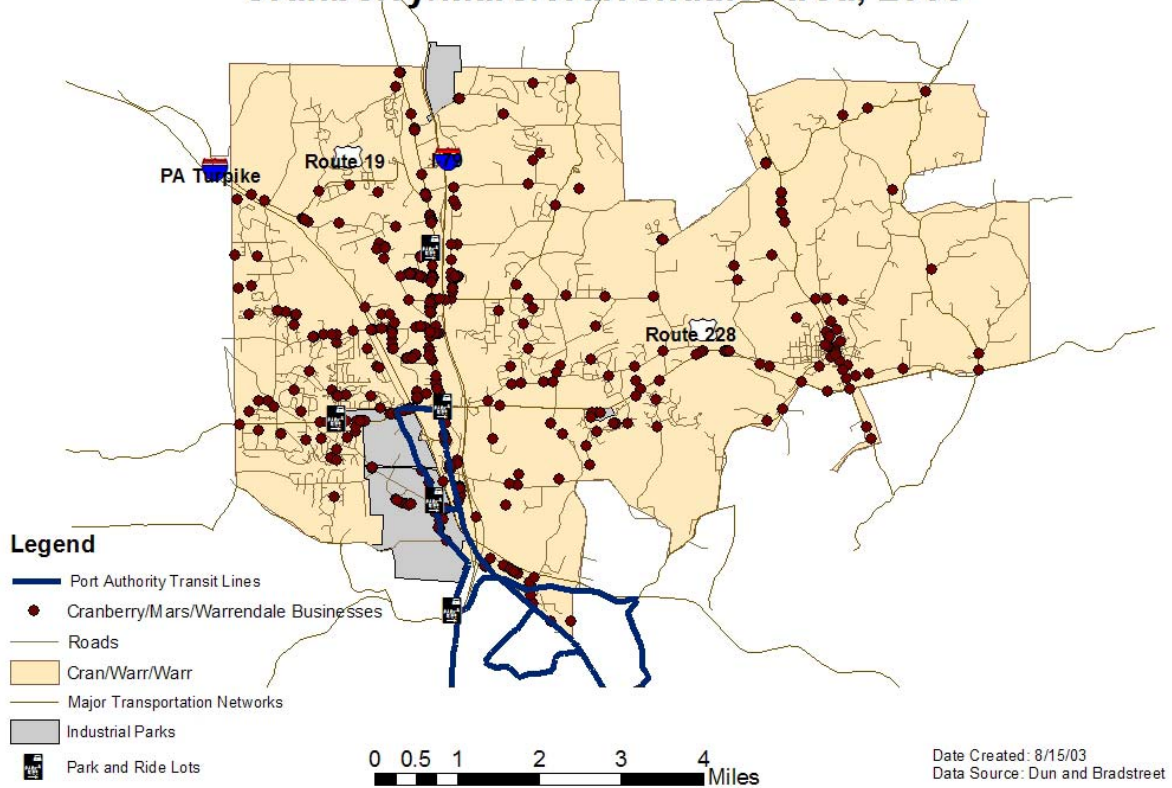 Route 19
I-79
PA Turpike
Route 228
Legend
Port Authority Transit Lines
Cranberry/Mars/Warrendale Businesses
Roads
Cran/Warr/Warr
Major Transportation Networks
Industrial Parks
Park and Ride Lots
0 0.5 1 2 3 4
Miles
Date Created: 8/15/03
Data Source: Dun and Bradstreet